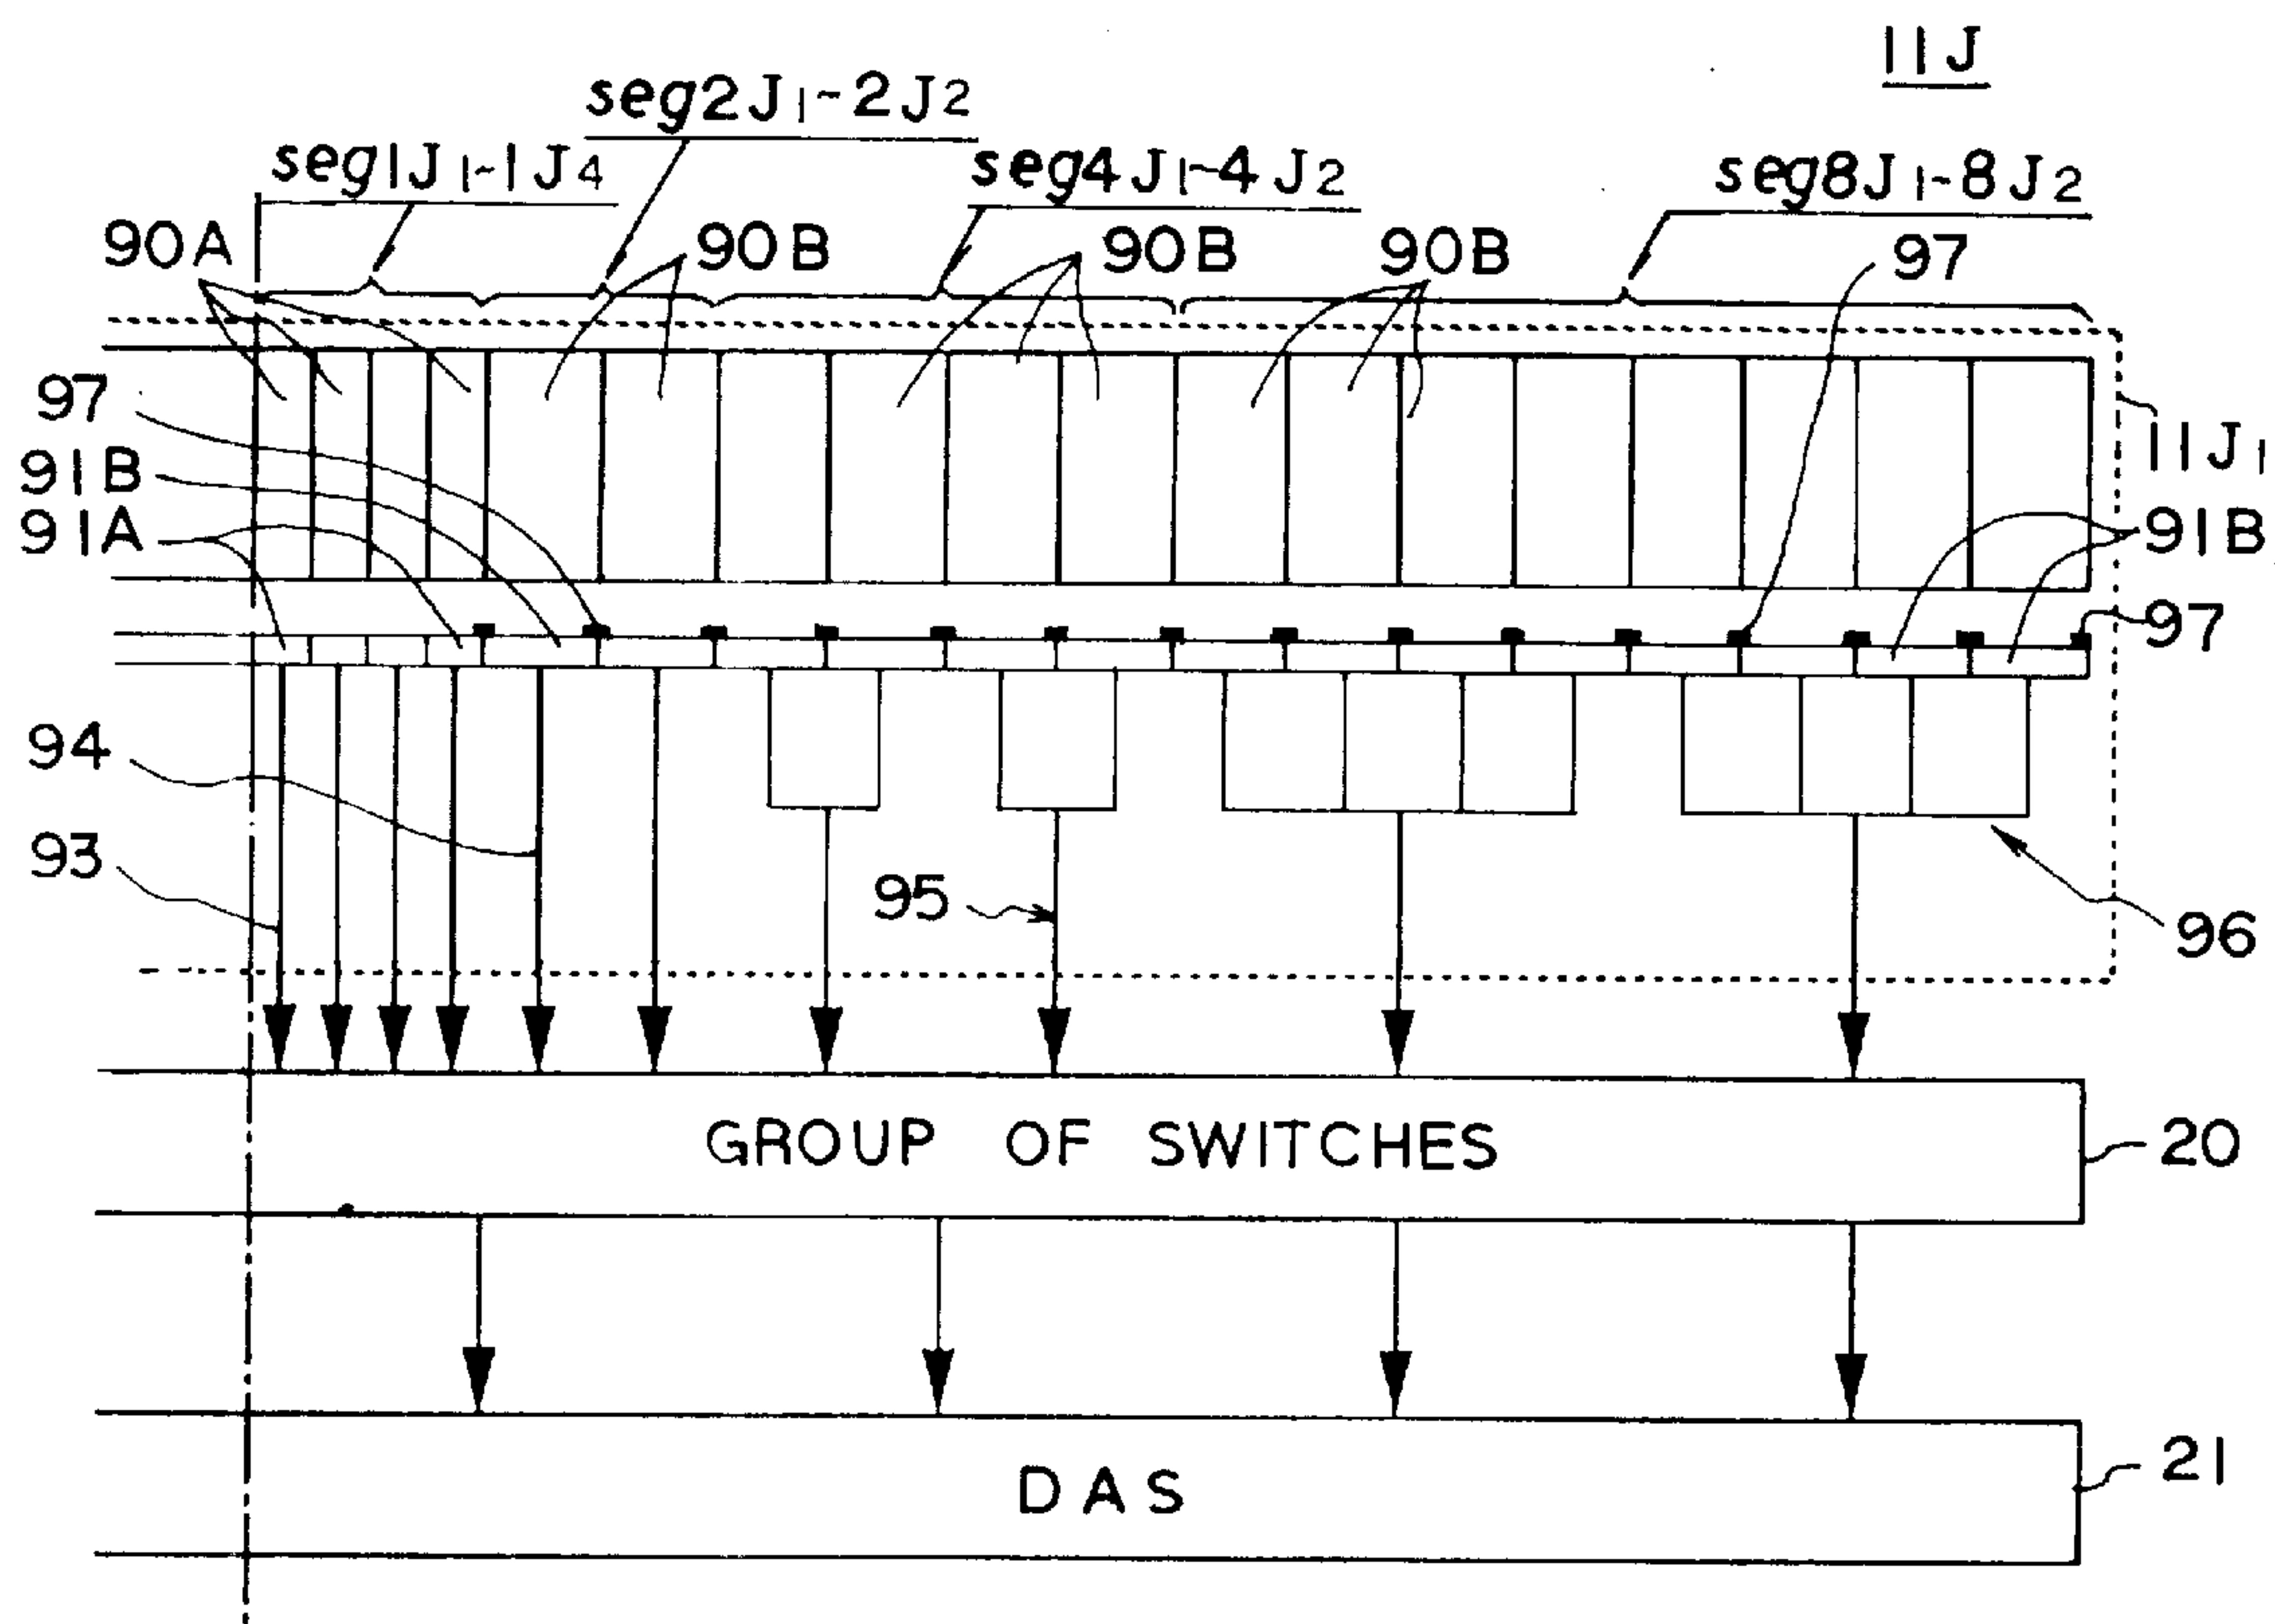 11J
seg2J1~2J2
seg1J1~1J4
seg4J1~4J2
seg8J1~8J2
90A
90B
90B
90B
97
97
11J1
91B
91A
91B
97
94
93
95
96
GROUP OF SWITCHES
20
DAS
21